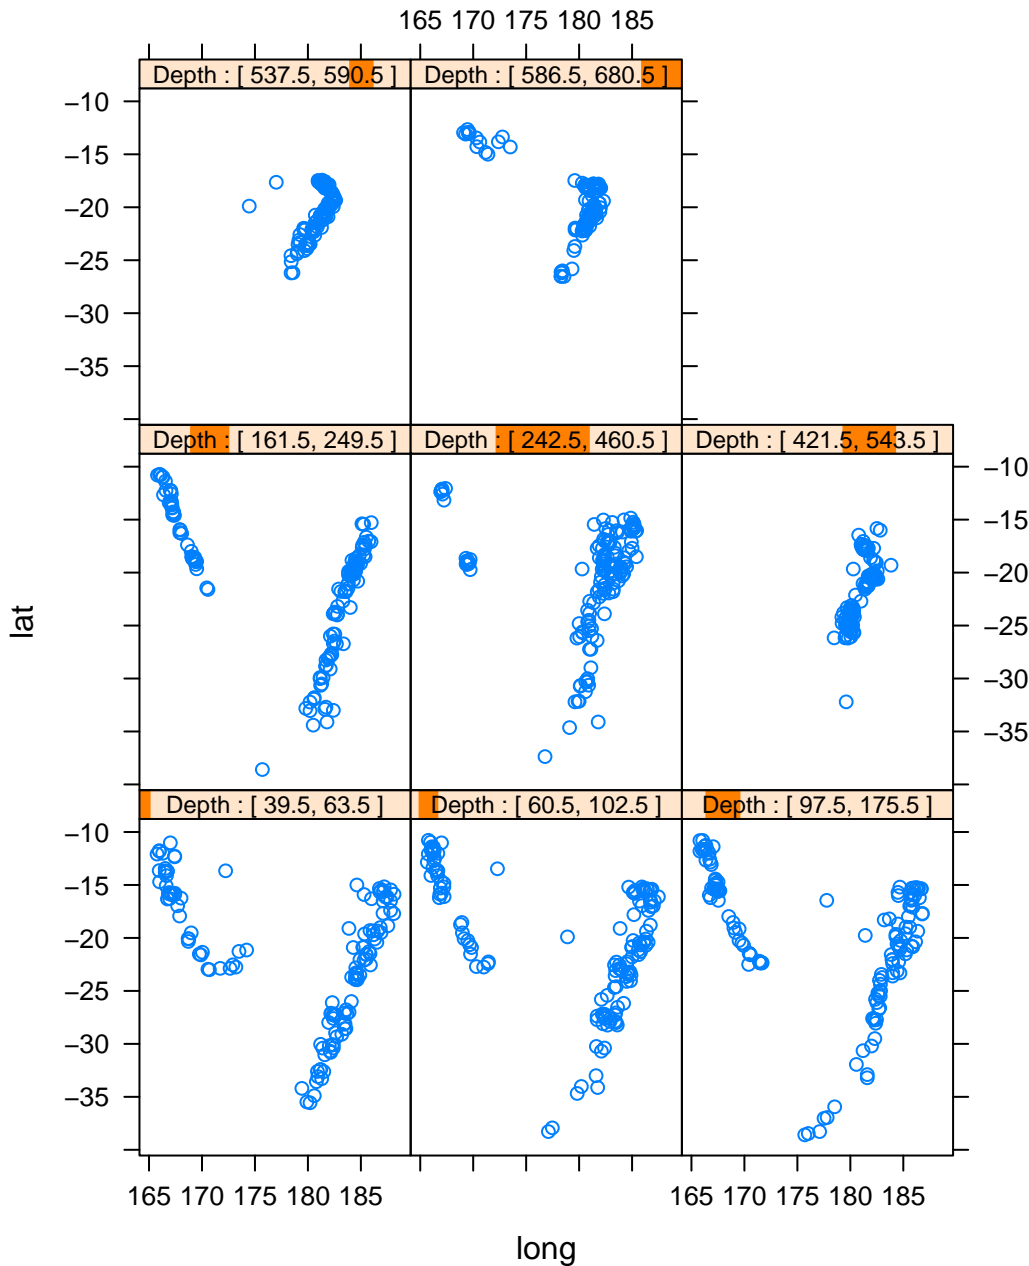 165 170 175 180 185
Depth : [ 537.5, 590.5 ]
Depth : [ 586.5, 680.5 ]
−10
−15
−20
−25
−30
−35
Depth : [ 161.5, 249.5 ]
Depth : [ 242.5, 460.5 ]
Depth : [ 421.5, 543.5 ]
−10
−15
−20
−25
−30
−35
lat
Depth : [ 39.5, 63.5 ]
Depth : [ 60.5, 102.5 ]
Depth : [ 97.5, 175.5 ]
−10
−15
−20
−25
−30
−35
165 170 175 180 185
165 170 175 180 185
long